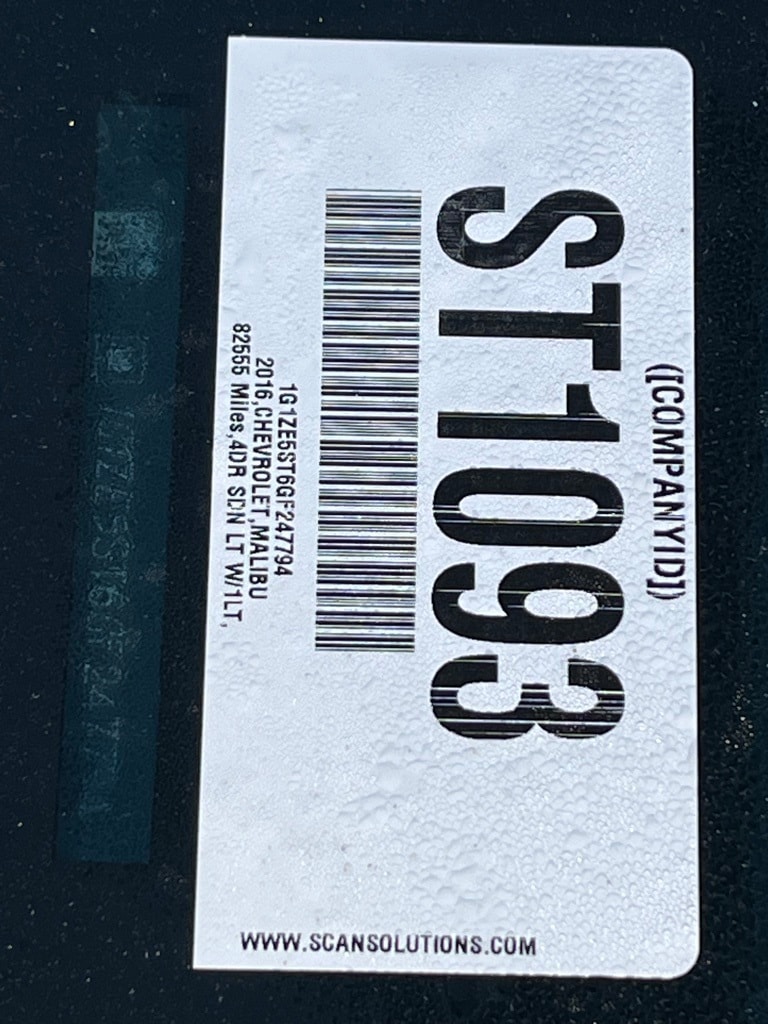 ([COMPANYID])
ST1093
1G1ZE5ST6GF247794
2016,CHEVROLET,MALIBU
82555 Miles,4DR SDN LT W/1LT,
WWW.SCANSOLUTIONS.COM